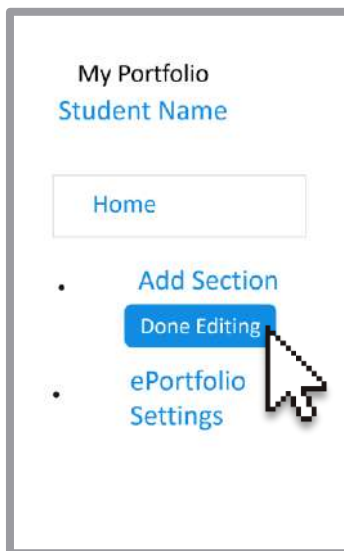 My Portfolio
Student Name
Home
Add Section
Done Editing
ePortfolio
Settings